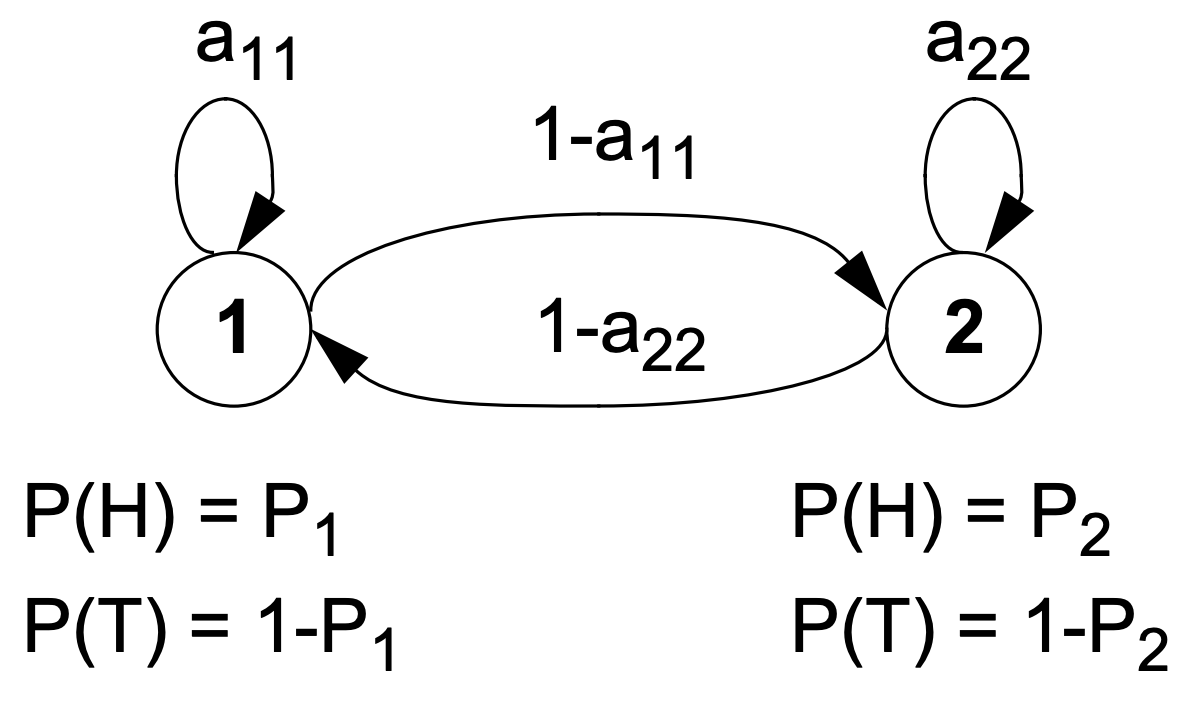 a₁₁
a₂₂
1-a₁₁
1-a₂₂
1
2
P(H) = P₁
P(H) = P₂
P(T) = 1-P₁
P(T) = 1-P₂